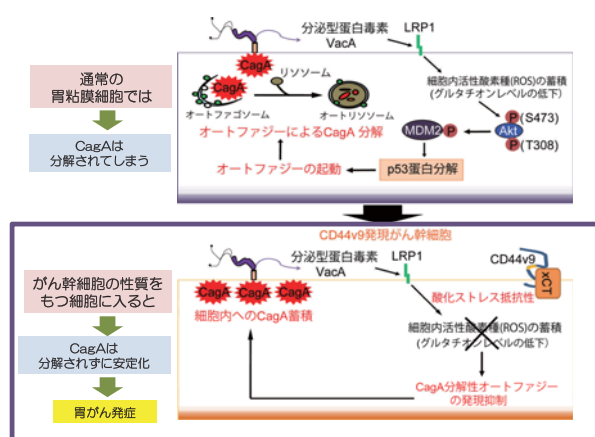 通常の
胃粘膜細胞では
CagAは
分解されてしまう
分泌型蛋白毒素
VacA
LRP1
CagA
CagA
リソソーム
オートファゴソーム
オートリソソーム
オートファジーによるCagA 分解
オートファジーの起動
細胞内活性酸素種(ROS)の蓄積
(グルタチオンレベルの低下)
P(S473)
Akt
P(T308)
MDM2 P
p53蛋白分解
CD44v9発現がん幹細胞
がん幹細胞の性質を
もつ細胞に入ると
CagAは
分解されずに安定化
胃がん発症
分泌型蛋白毒素
VacA
LRP1
CD44v9
xCT
CagA CagA CagA
細胞内へのCagA蓄積
酸化ストレス抵抗性
細胞内活性酸素種(ROS)の蓄積
(グルタチオンレベルの低下)
CagA分解性オートファジー
の発現抑制